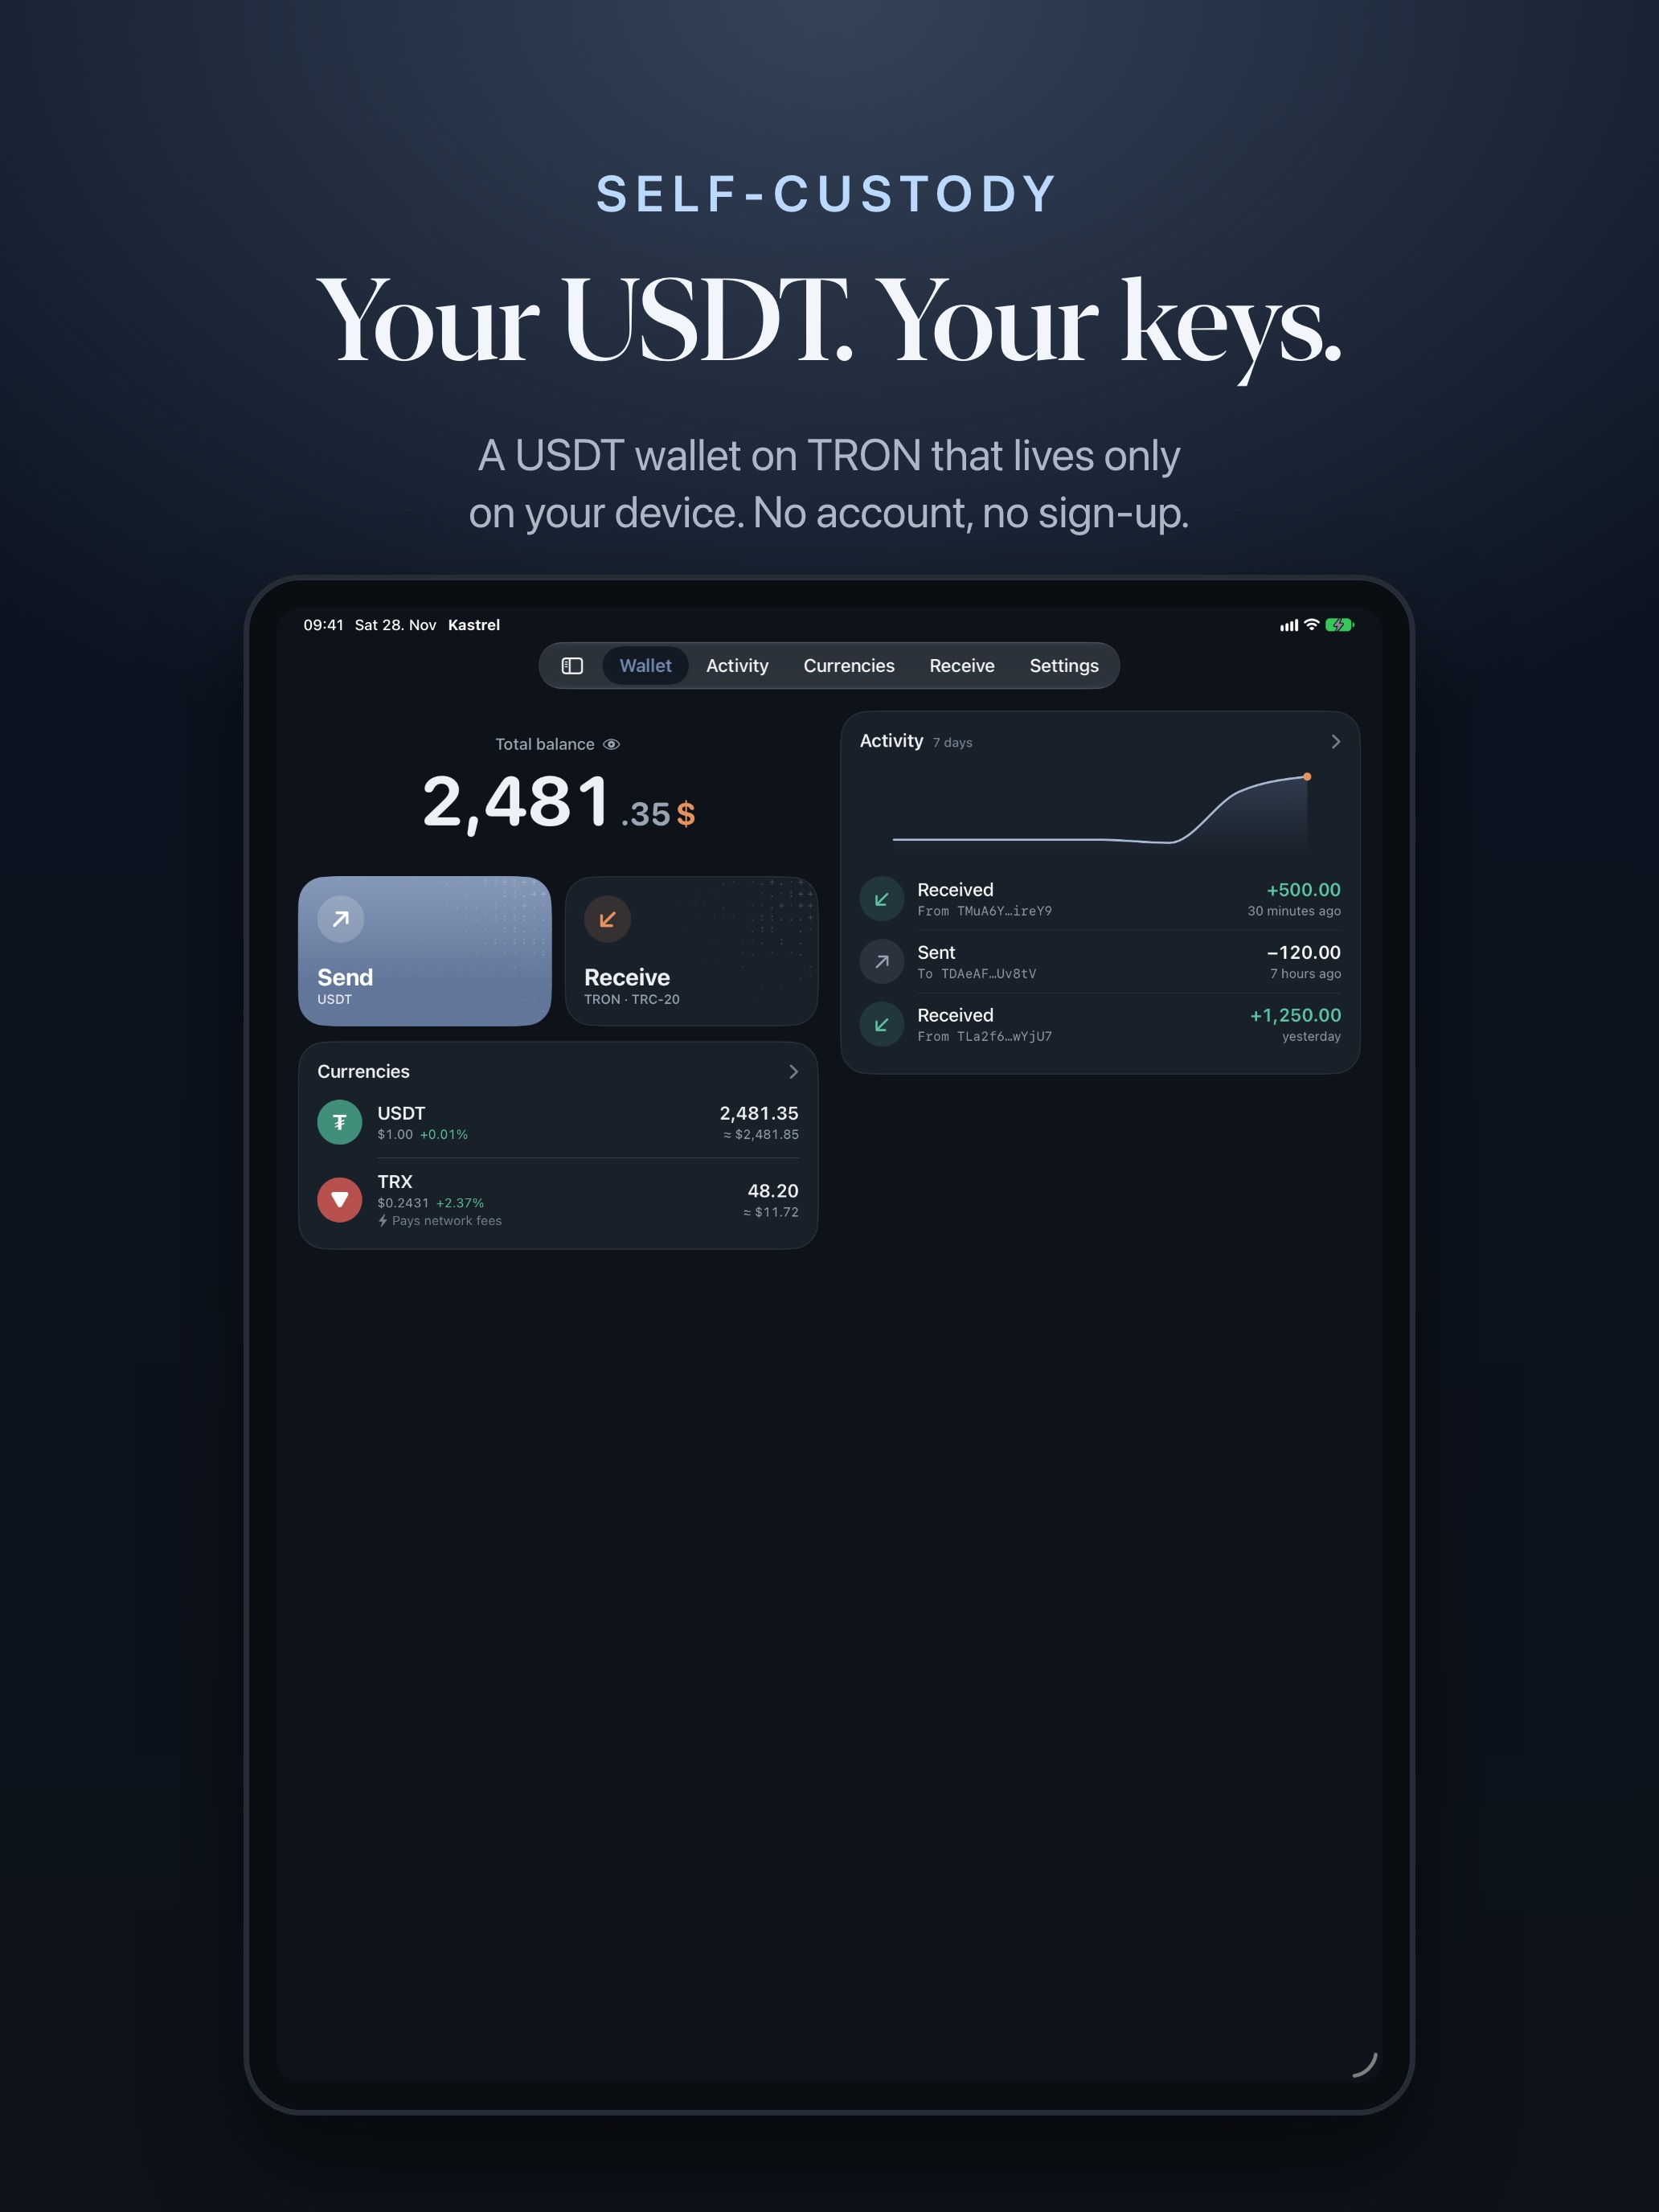 SELF-CUSTODY
Your USDT. Your keys.
A USDT wallet on TRON that lives only
on your device. No account, no sign-up.
09:41 Sat 28. Nov Kastrel
Wallet Activity Currencies Receive Settings
Total balance
2,481.35$
Send
USDT
Receive
TRON · TRC-20
Currencies
USDT 2,481.35
$1.00 +0.01% ≈ $2,481.85
TRX 48.20
$0.2431 +2.37% ≈ $11.72
Pays network fees
Activity 7 days
Received +500.00
From TMuA6Y…ireY9 30 minutes ago
Sent −120.00
To TDAeAF…Uv8tV 7 hours ago
Received +1,250.00
From TLa2f6…wYjU7 yesterday